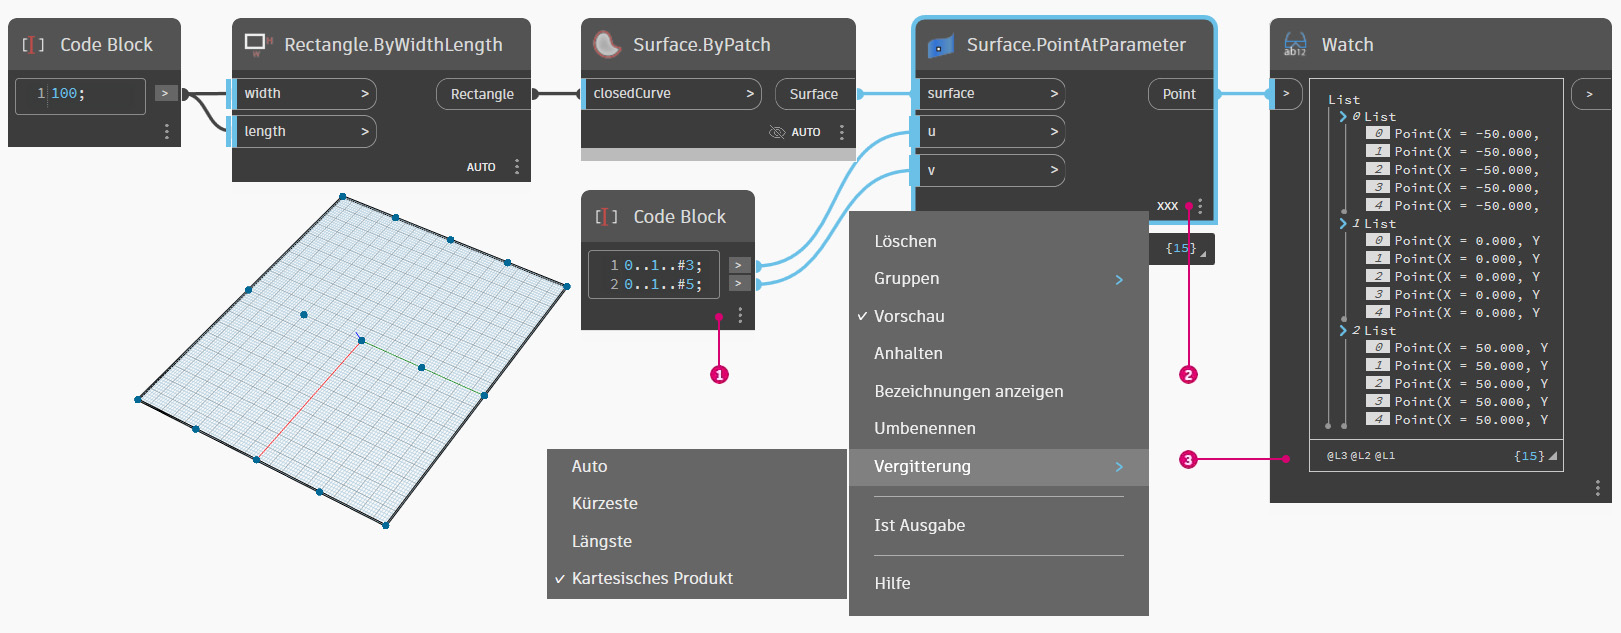 Code Block
1 100;
>
Rectangle.ByWidthLength
width >
length >
Rectangle
AUTO
Surface.ByPatch
closedCurve >
Surface
AUTO
Code Block
1 0..1..#3;
2 0..1..#5;
>
>
Surface.PointAtParameter
surface >
u >
v >
Point
XXX
{15}
Watch
ab12
>
>
List
0 List
0 Point(X = -50.000,
1 Point(X = -50.000,
2 Point(X = -50.000,
3 Point(X = -50.000,
4 Point(X = -50.000,
1 List
0 Point(X = 0.000, Y
1 Point(X = 0.000, Y
2 Point(X = 0.000, Y
3 Point(X = 0.000, Y
4 Point(X = 0.000, Y
2 List
0 Point(X = 50.000, Y
1 Point(X = 50.000, Y
2 Point(X = 50.000, Y
3 Point(X = 50.000, Y
4 Point(X = 50.000, Y
@L3 @L2 @L1 {15}
1
2
3
Löschen
Gruppen >
✓ Vorschau
Anhalten
Bezeichnungen anzeigen
Umbenennen
Vergitterung >
Ist Ausgabe
Hilfe
Auto
Kürzeste
Längste
✓ Kartesisches Produkt